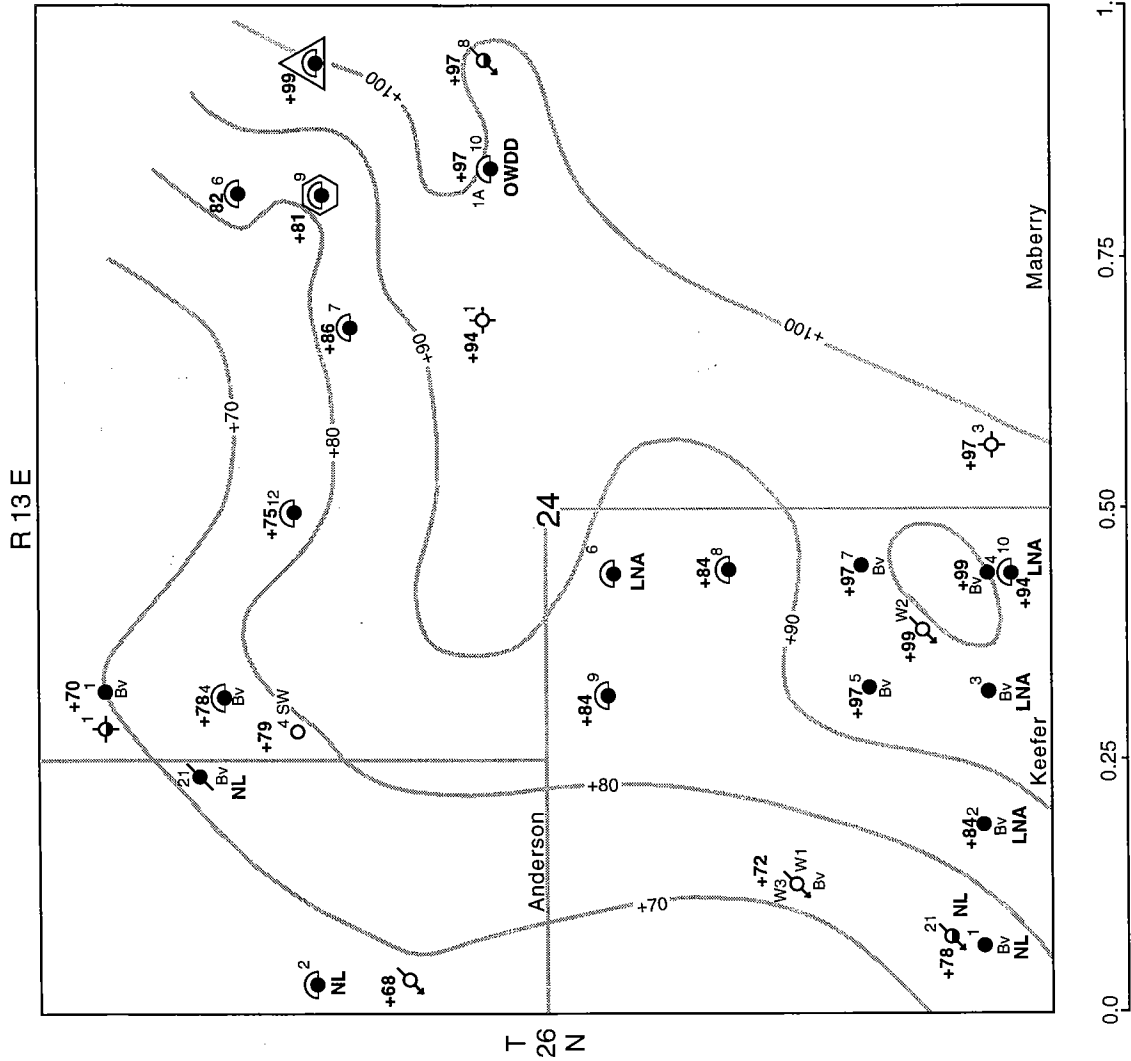 R 13 E
T
26
N
+99
82 6
+81 9
+70
1
1
Bv
+100
+70
+86 7
+97 8
+97 10
1A
OWDD
+78 4
Bv
+75 12
+80
+90
+94 1
21
Bv
NL
+79
4 SW
2
NL
+68
Anderson
24
6
LNA
+84 9
+80
+84 8
+70
+72
W3
W1
Bv
+90
+100
+97 7
Bv
+97 5
Bv
W2
+99
+99
Bv
4
10
+94
LNA
+97 3
21
NL
+78
1
Bv
NL
+84 2
Bv
LNA
3
LNA
Keefer
Maberry
0.0
0.25
0.50
0.75
1.